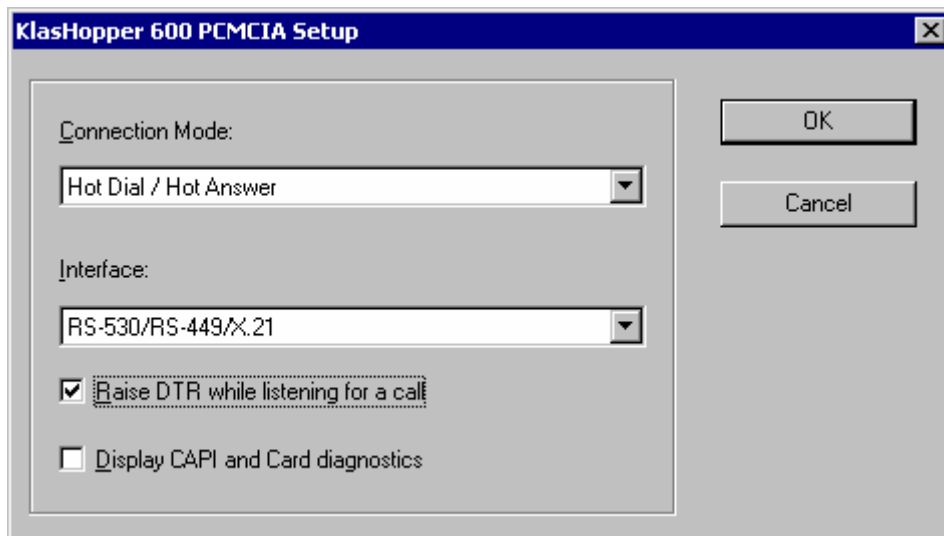 KlasHopper 600 PCMCIA Setup
Connection Mode:
Hot Dial / Hot Answer
Interface:
RS-530/RS-449/X.21
Raise DTR while listening for a call
Display CAPI and Card diagnostics
OK
Cancel